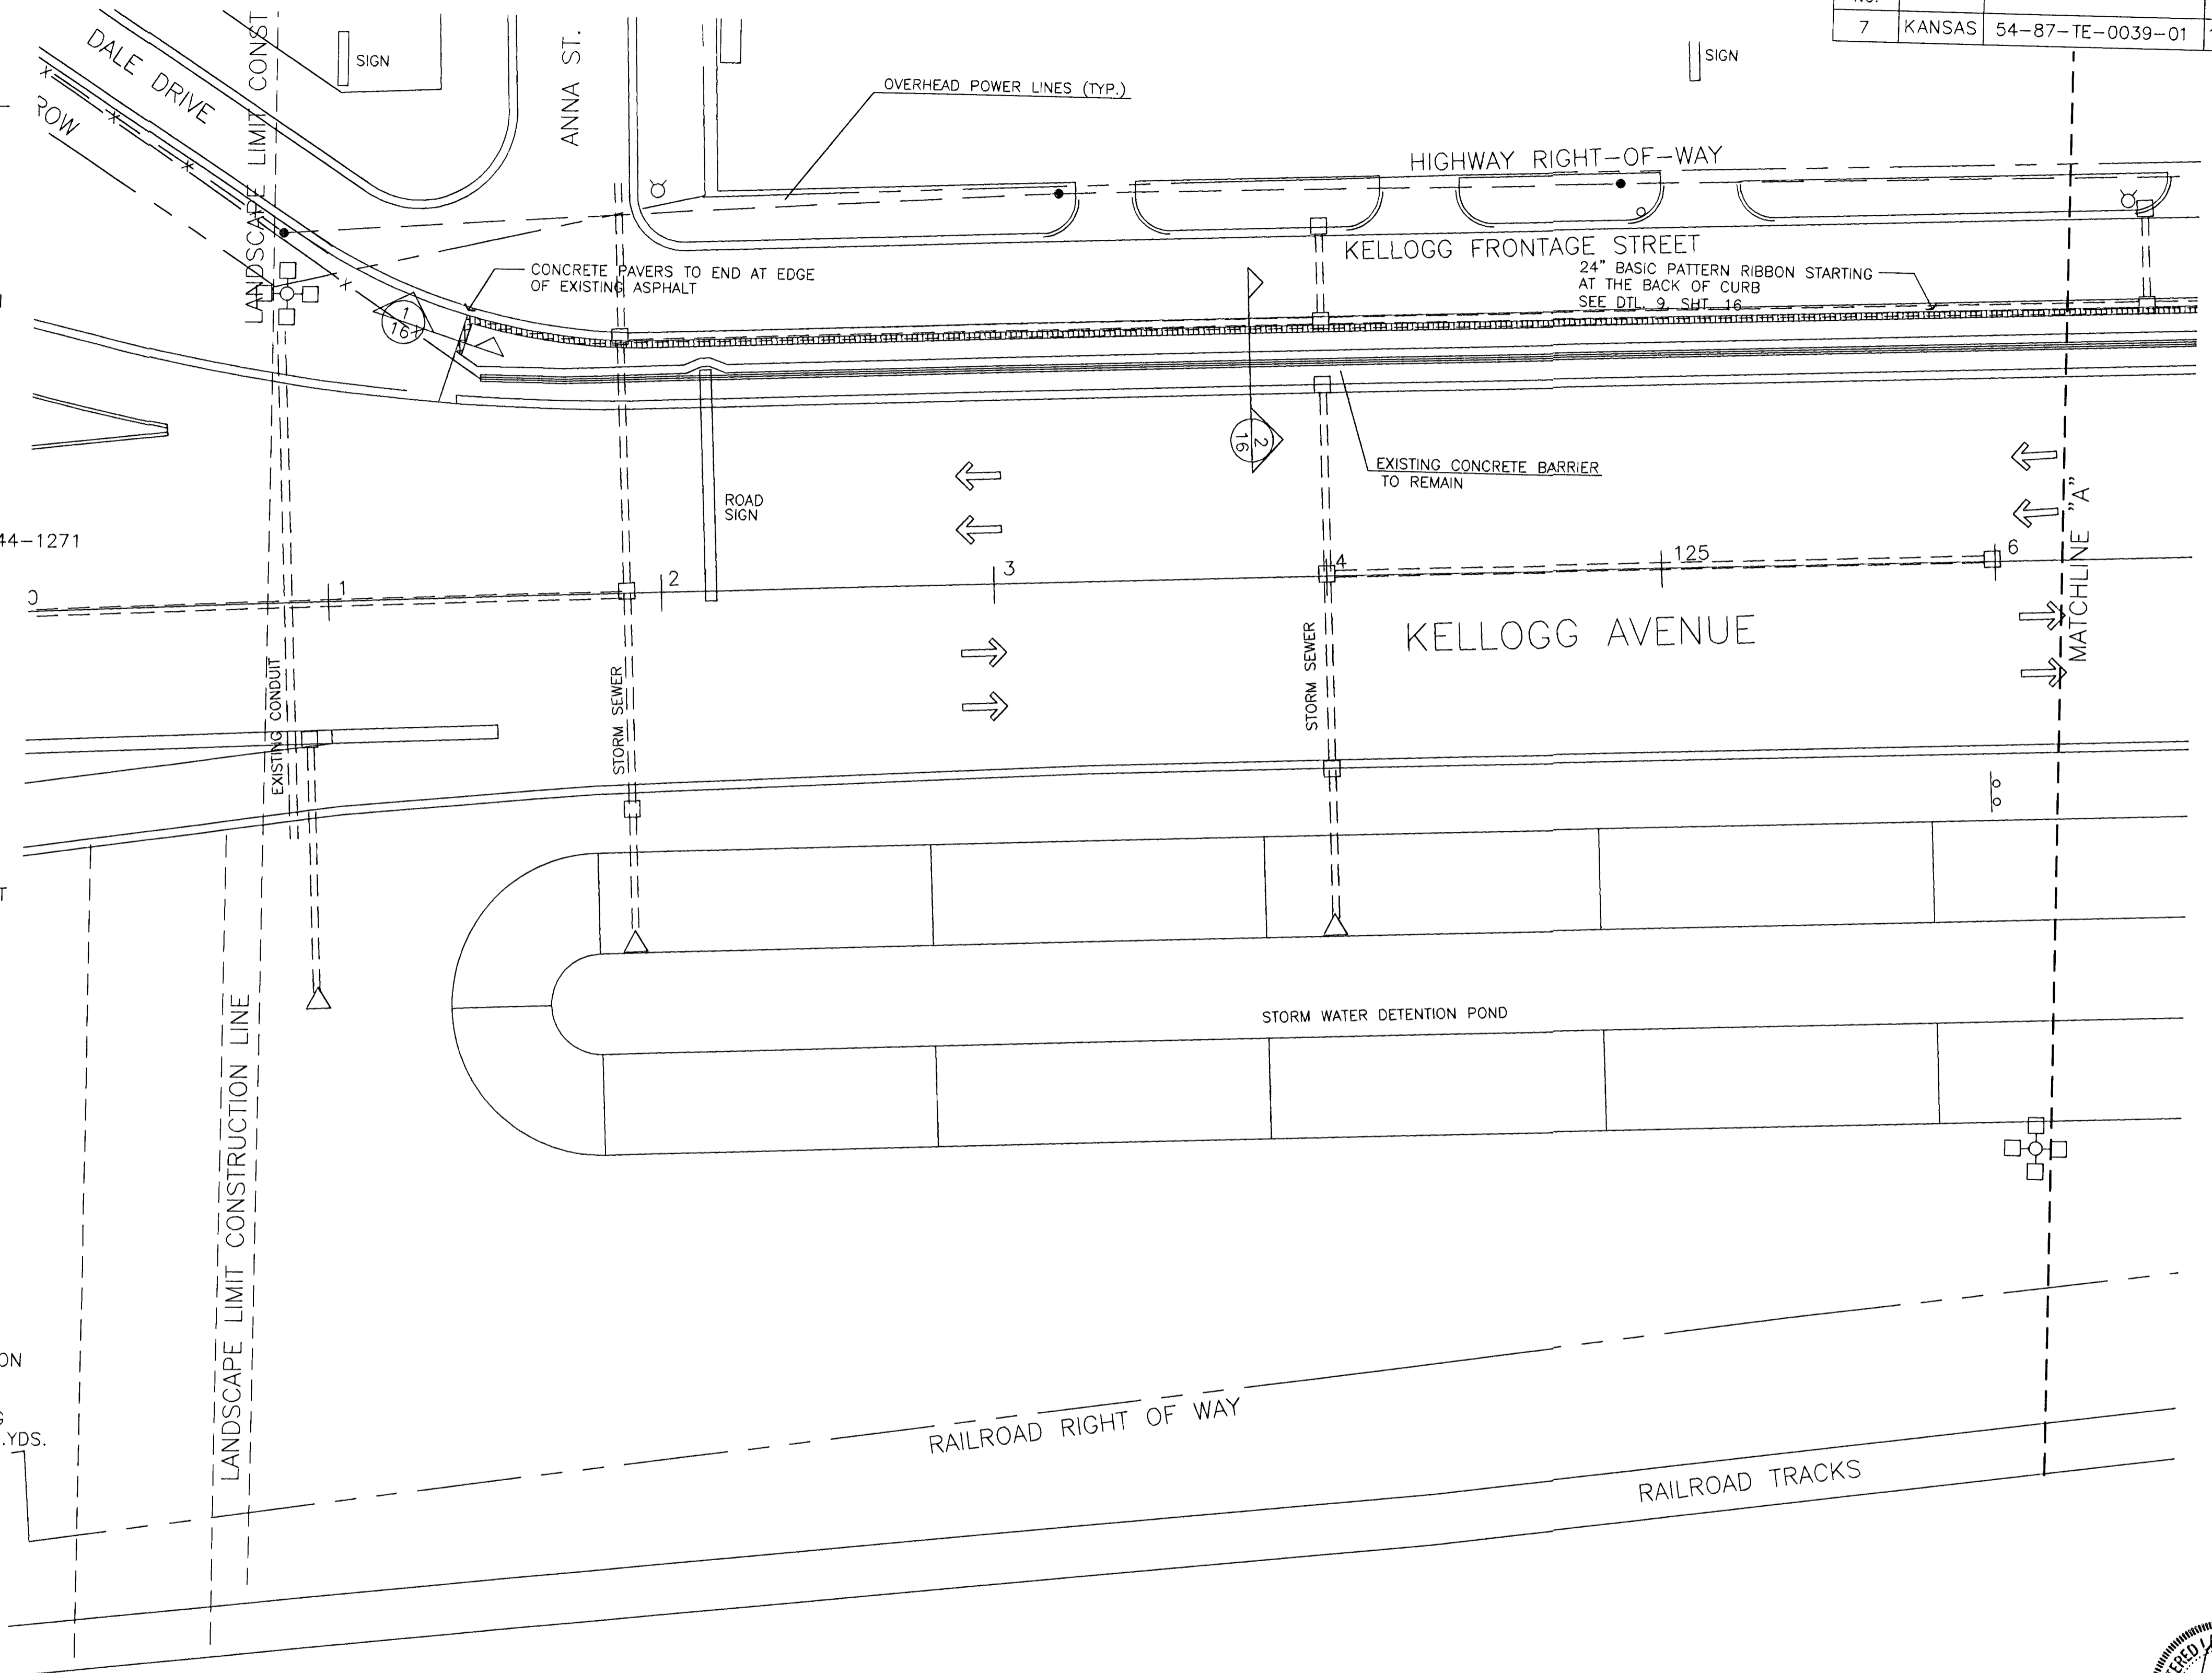 No.
7 KANSAS 54-87-TE-0039-01
DALE DRIVE
ROW
LANDSCAPE LIMIT CONST
SIGN
ANNA ST.
OVERHEAD POWER LINES (TYP.)
SIGN
HIGHWAY RIGHT-OF-WAY
KELLOGG FRONTAGE STREET
CONCRETE PAVERS TO END AT EDGE
OF EXISTING ASPHALT
24" BASIC PATTERN RIBBON STARTING
AT THE BACK OF CURB
SEE DTL. 9, SHT. 16
1
16
2
16
EXISTING CONCRETE BARRIER
TO REMAIN
ROAD
SIGN
44-1271
1
2
3
4
125
6
MATCHLINE "A"
KELLOGG AVENUE
EXISTING CONDUIT
STORM SEWER
STORM SEWER
STORM WATER DETENTION POND
LANDSCAPE LIMIT CONSTRUCTION LINE
ON
.YDS.
RAILROAD RIGHT OF WAY
RAILROAD TRACKS